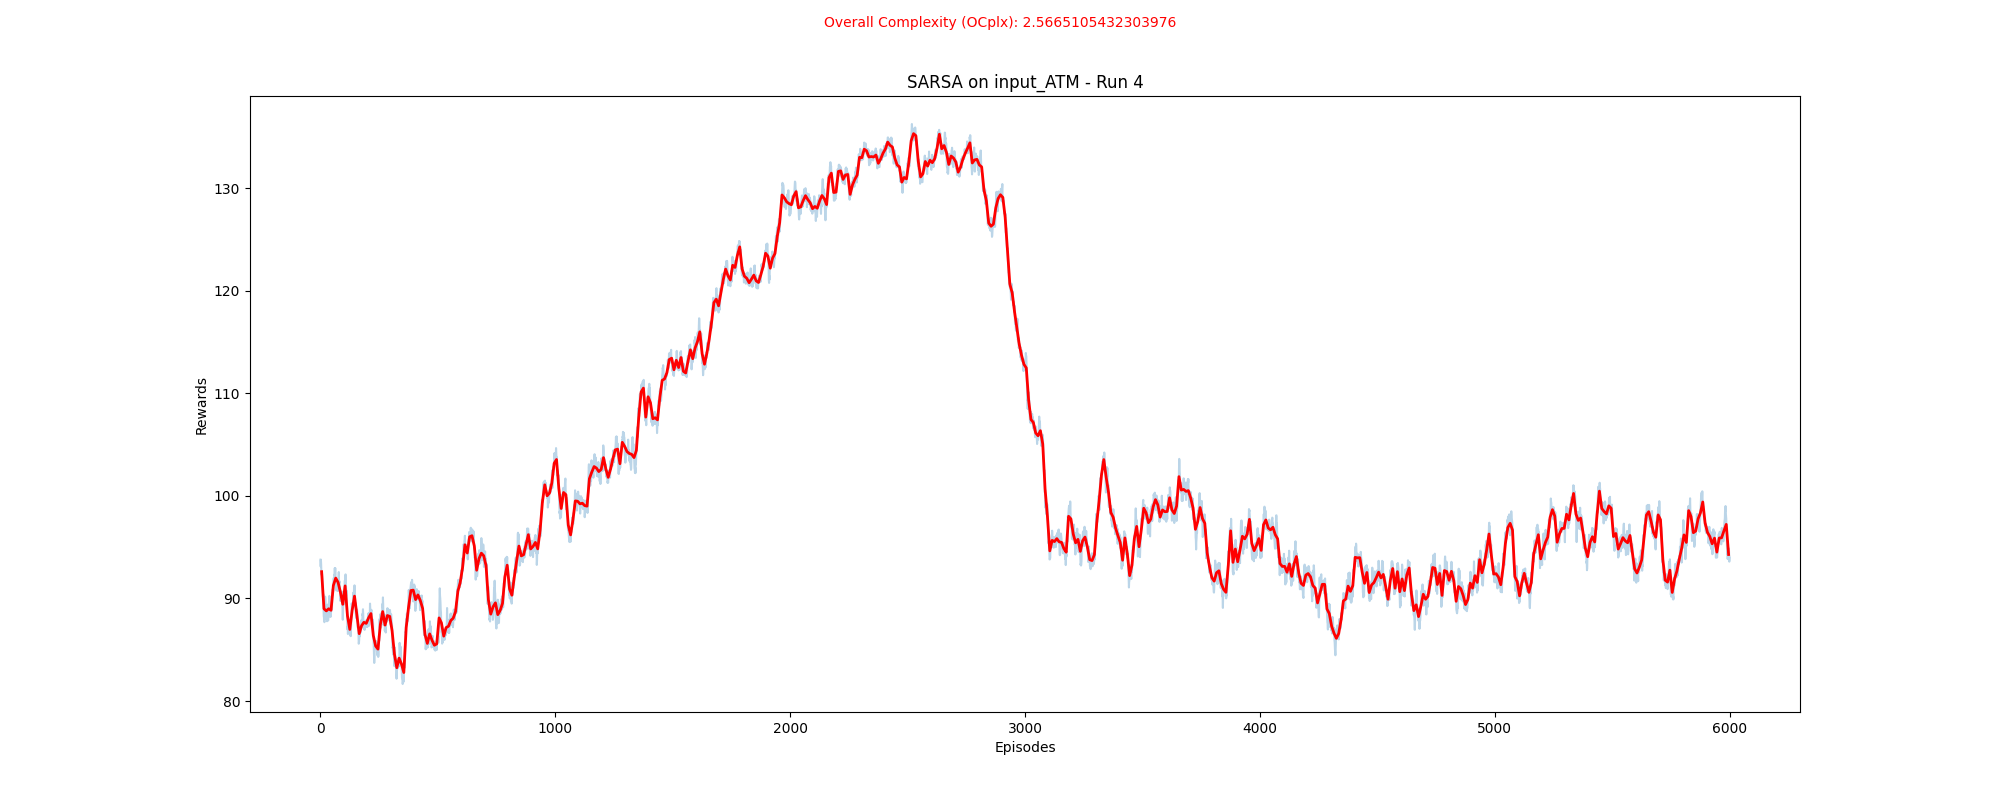 Overall Complexity (OCplx): 2.5665105432303976
SARSA on input_ATM - Run 4
Rewards
130
120
110
100
90
80
0 1000 2000 3000 4000 5000 6000
Episodes